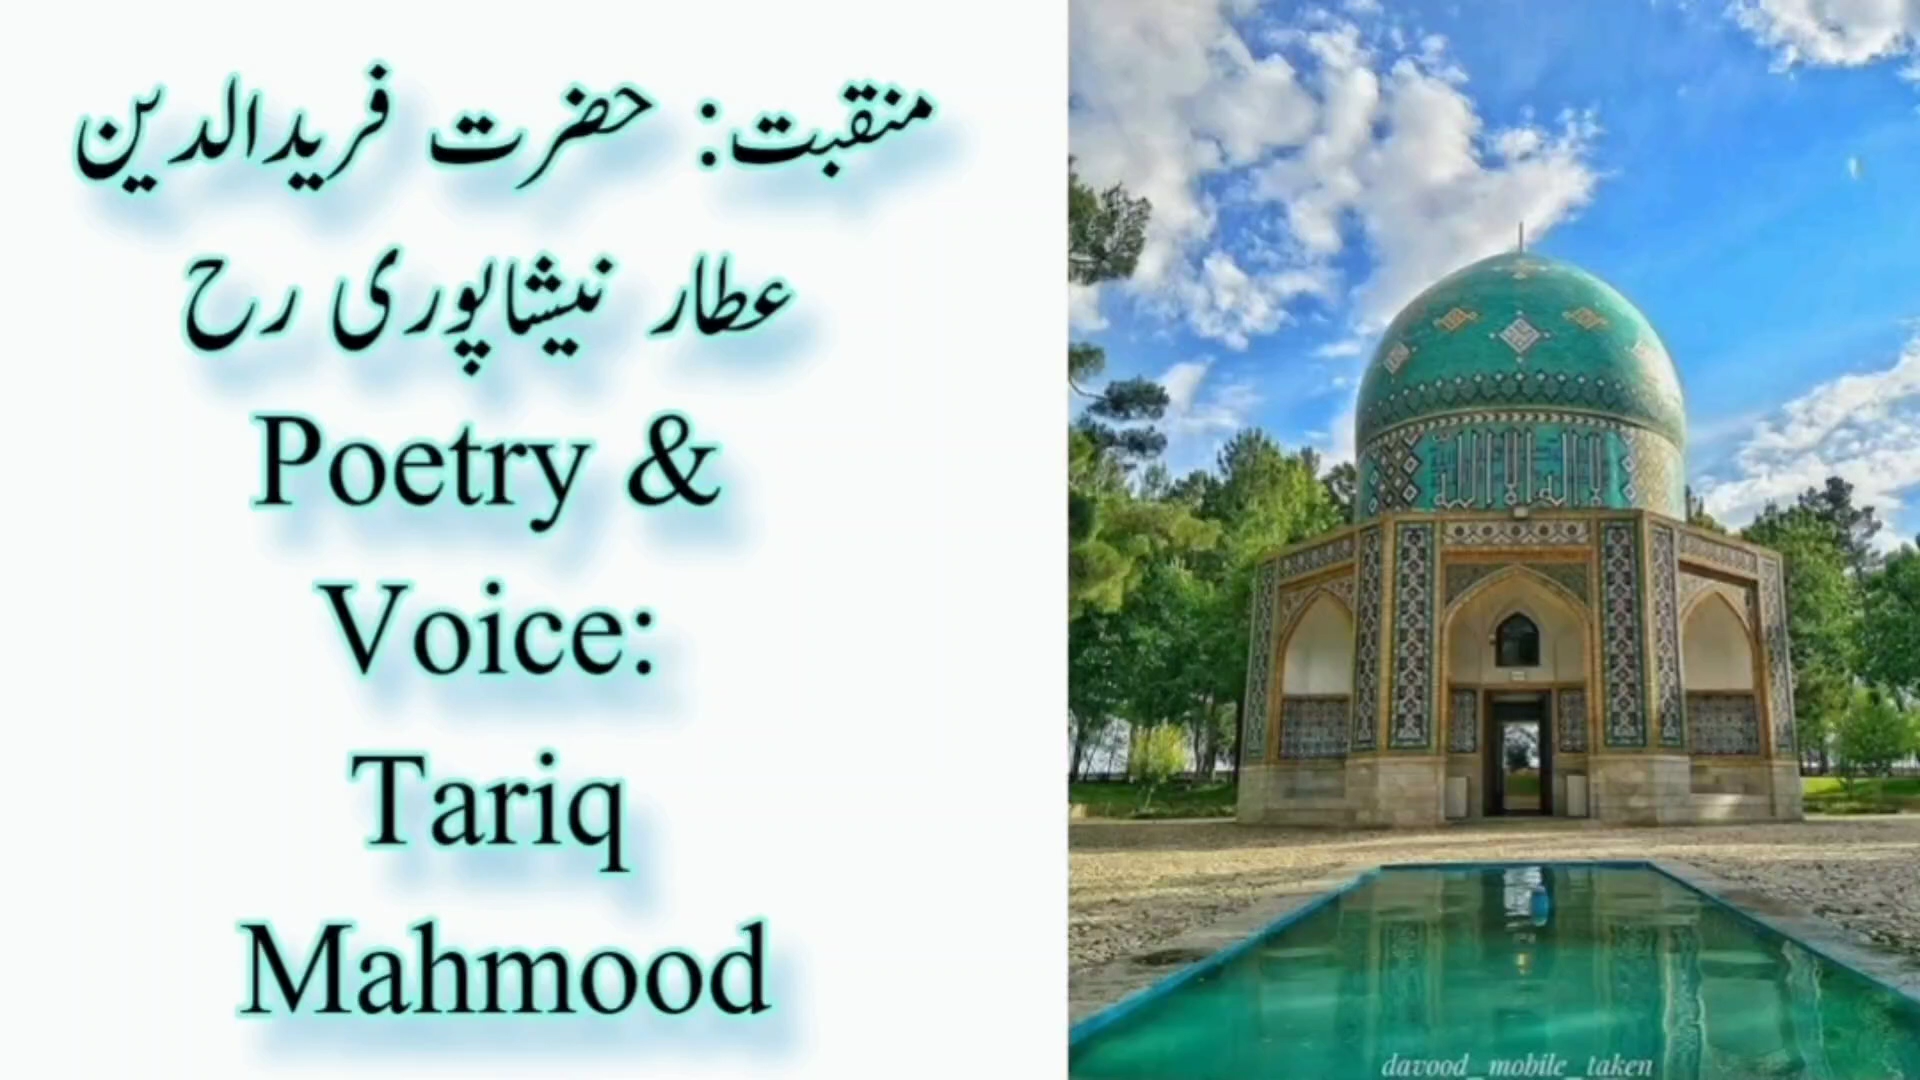 منقبت: حضرت فریدالدین
عطار نیشاپوری رح
Poetry &
Voice:
Tariq
Mahmood
davood_mobile_taken